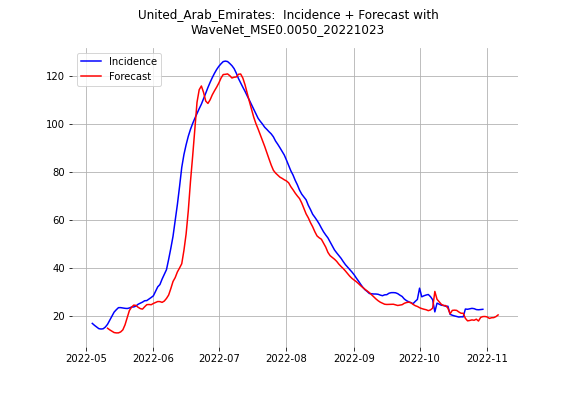 United_Arab_Emirates:  Incidence + Forecast with
WaveNet_MSE0.0050_20221023
Incidence
Forecast
120
100
80
60
40
20
2022-05 2022-06 2022-07 2022-08 2022-09 2022-10 2022-11